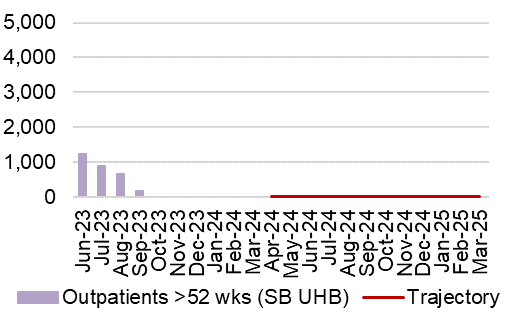 5,000
4,000
3,000
2,000
1,000
0
Jun-23
Jul-23
Aug-23
Sep-23
Oct-23
Nov-23
Dec-23
Jan-24
Feb-24
Mar-24
Apr-24
May-24
Jun-24
Jul-24
Aug-24
Sep-24
Oct-24
Nov-24
Dec-24
Jan-25
Feb-25
Mar-25
Outpatients >52 wks (SB UHB) Trajectory